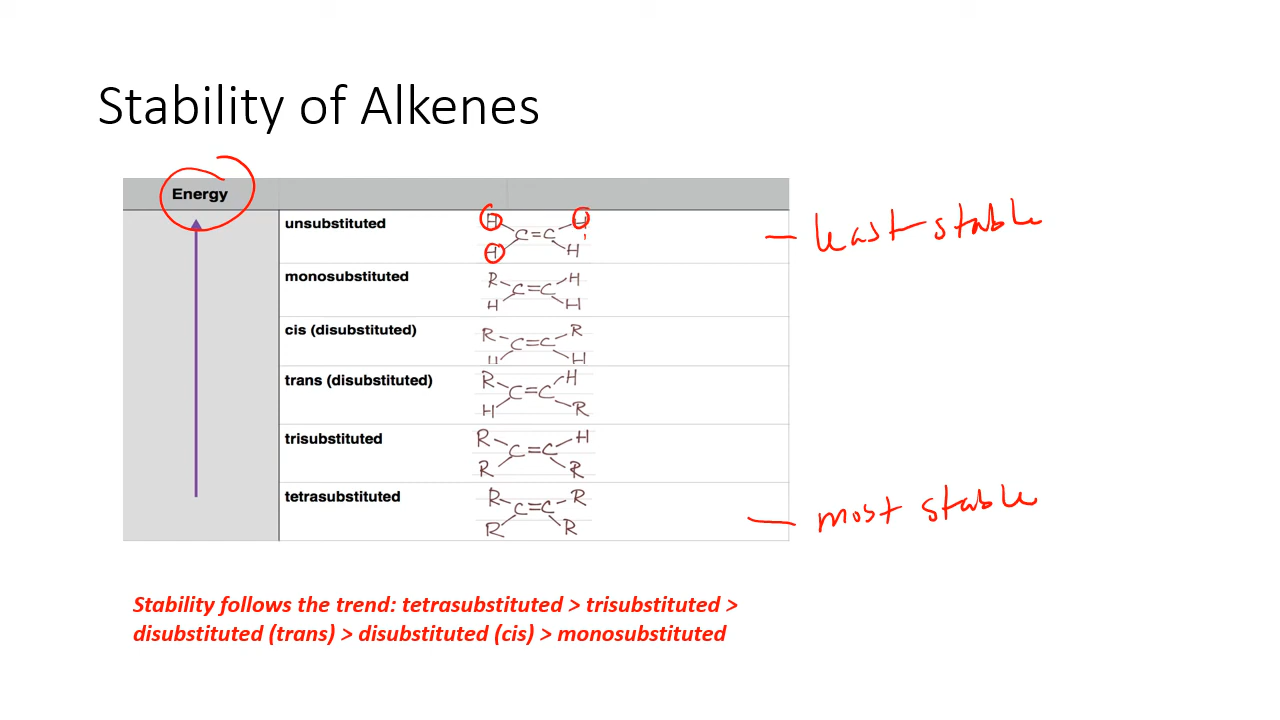 Stability of Alkenes
Energy
unsubstituted
H H
C=C
H H
least stable
monosubstituted
R H
C=C
H H
cis (disubstituted)
R R
C=C
H H
trans (disubstituted)
R H
C=C
H R
trisubstituted
R H
C=C
R R
tetrasubstituted
R R
C=C
R R
most stable
Stability follows the trend: tetrasubstituted > trisubstituted >
disubstituted (trans) > disubstituted (cis) > monosubstituted